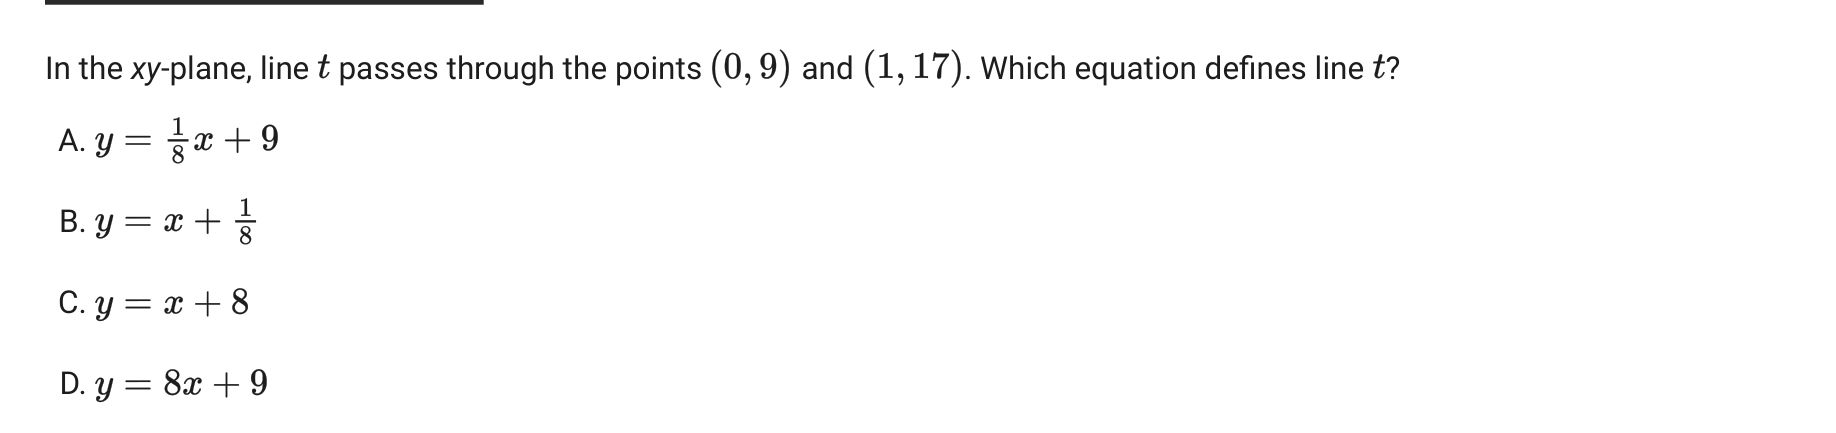 In the xy-plane, line t passes through the points (0, 9) and (1, 17). Which equation defines line t?
A. y = \frac{1}{8}x + 9
B. y = x + \frac{1}{8}
C. y = x + 8
D. y = 8x + 9